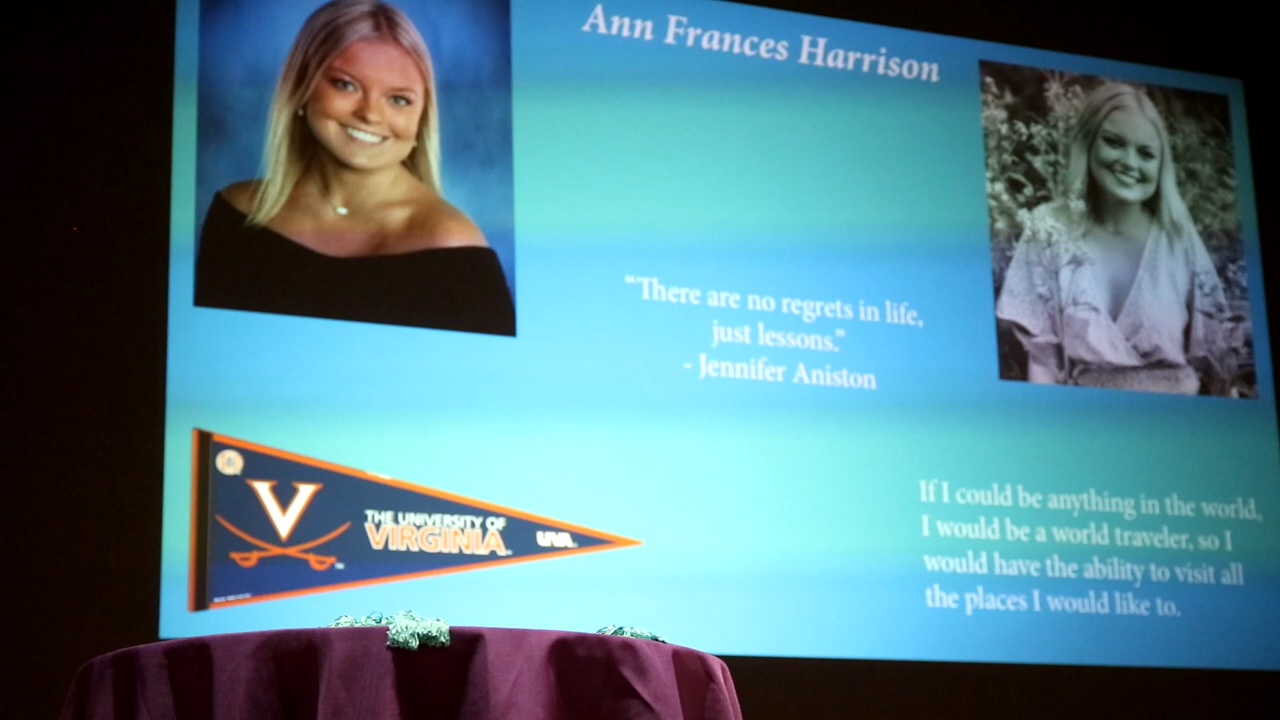 Ann Frances Harrison
“There are no regrets in life,
just lessons.”
- Jennifer Aniston
V
THE UNIVERSITY OF
VIRGINIA
UVA
TM
If I could be anything in the world,
I would be a world traveler, so I
would have the ability to visit all
the places I would like to.